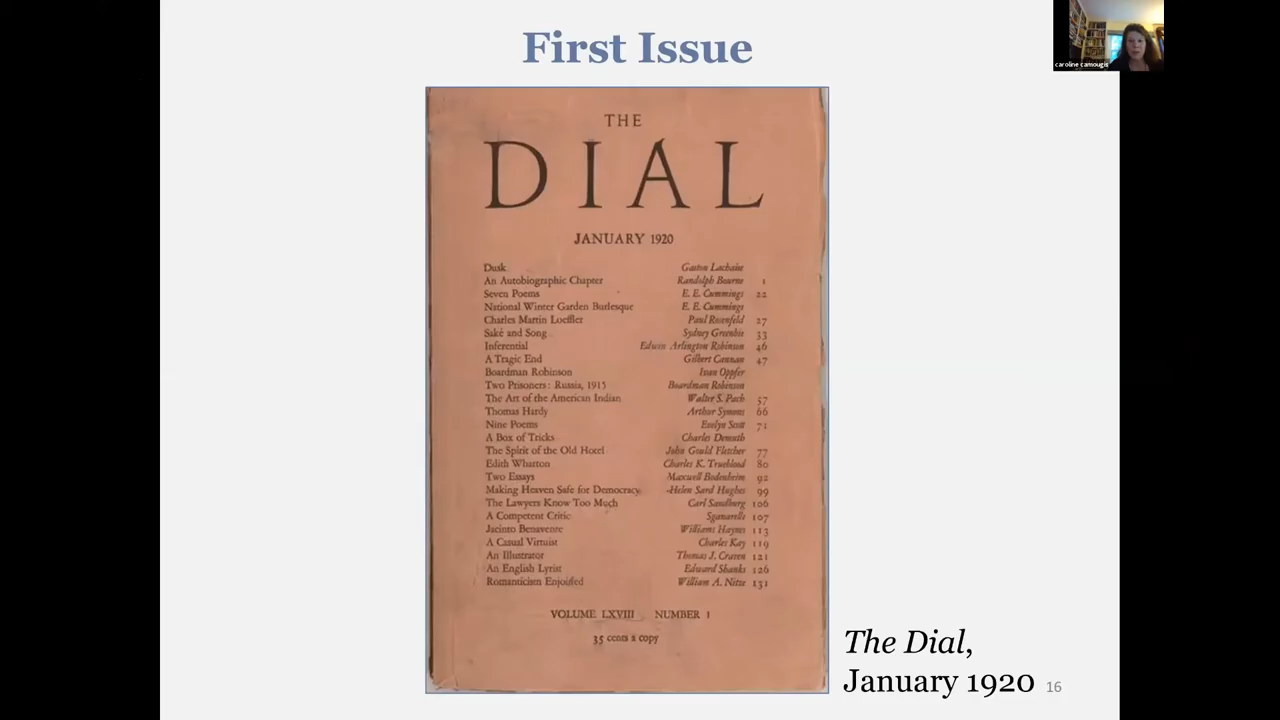 First Issue
caroline camougis
THE
DIAL
JANUARY 1920
Dusk Gaston Lachaise
An Autobiographic Chapter Randolph Bourne 1
Seven Poems E. E. Cummings 22
National Winter Garden Burlesque E. E. Cummings
Charles Martin Loeffler Paul Rosenfeld 27
Saké and Song Sydney Greenbie 33
Inferential Edwin Arlington Robinson 46
A Tragic End Gilbert Cannan 47
Boardman Robinson Ivan Opffer
Two Prisoners: Russia, 1915 Boardman Robinson
The Art of the American Indian Walter S. Pach 57
Thomas Hardy Arthur Symons 66
Nine Poems Evelyn Scott 71
A Box of Tricks Charles Demuth
The Spirit of the Old Hotel John Gould Fletcher 77
Edith Wharton Charles K. Trueblood 80
Two Essays Maxwell Bodenheim 92
Making Heaven Safe for Democracy Helen Sard Hughes 99
The Lawyers Know Too Much Carl Sandburg 106
A Competent Critic Sganarelle 107
Jacinto Benavente Williams Haynes 113
A Casual Virtuist Charles Kay 119
An Illustrator Thomas J. Craven 121
An English Lyrist Edward Shanks 126
Romanticism Enjoified William A. Nitze 131
VOLUME LXVIII NUMBER 1
35 cents a copy
The Dial,
January 1920 16